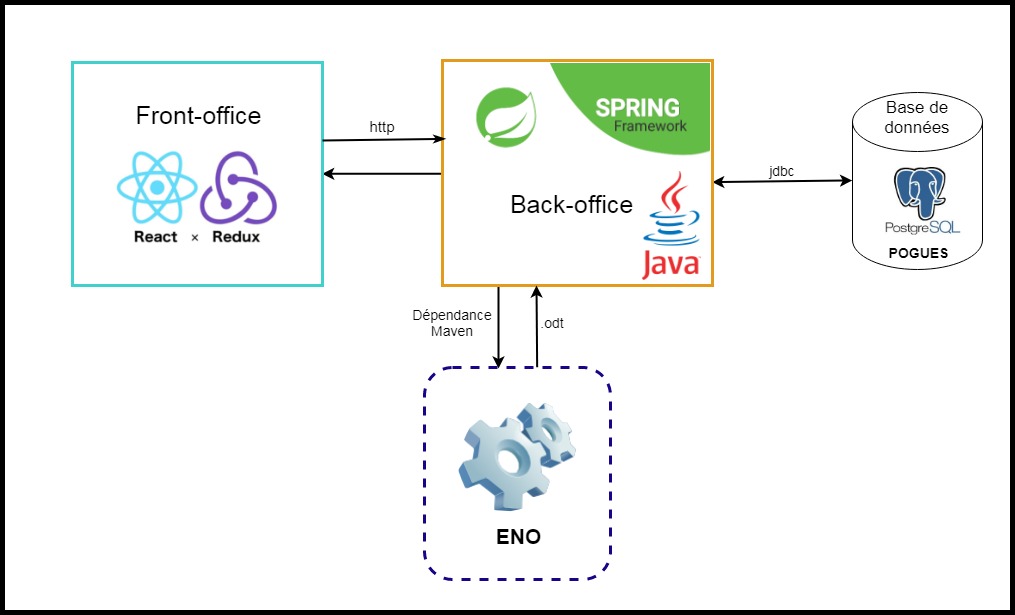 Front-office
React × Redux
http
SPRING
Framework
Back-office
Java
jdbc
Base de
données
PostgreSQL
POGUES
Dépendance
Maven
.odt
ENO